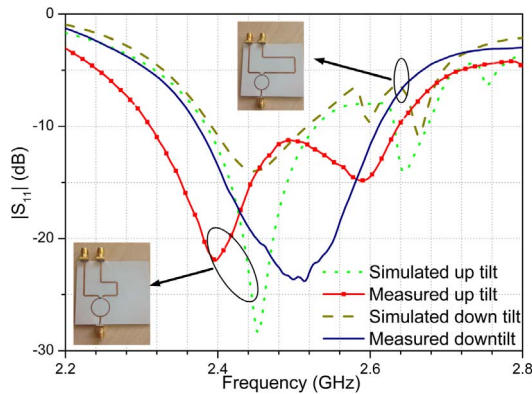 0
-10
-20
-30
|S11| (dB)
2.2
2.4
2.6
2.8
Frequency (GHz)
Simulated up tilt
Measured up tilt
Simulated down tilt
Measured downtilt